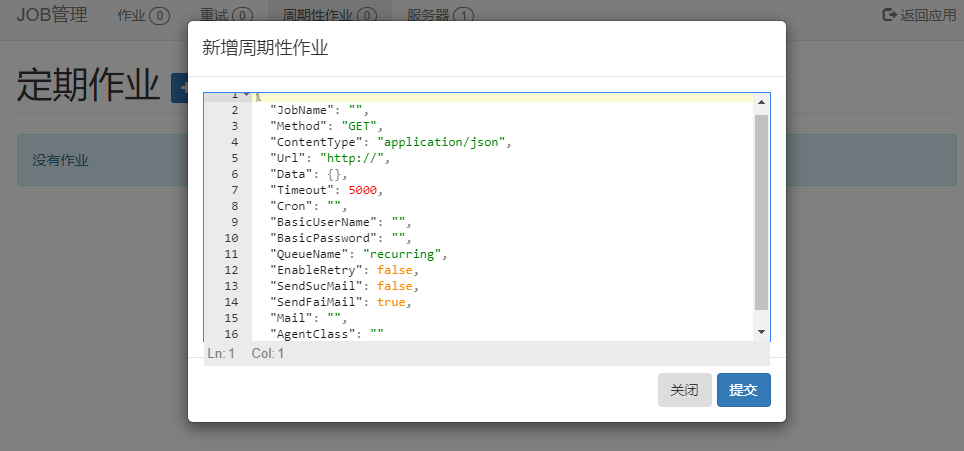 JOB管理 作业 0 重试 0 周期性作业 0 服务器 1 返回应用
新增周期性作业
定期作业 +
没有作业
1 {
2 "JobName": "",
3 "Method": "GET",
4 "ContentType": "application/json",
5 "Url": "http://",
6 "Data": {},
7 "Timeout": 5000,
8 "Cron": "",
9 "BasicUserName": "",
10 "BasicPassword": "",
11 "QueueName": "recurring",
12 "EnableRetry": false,
13 "SendSucMail": false,
14 "SendFaiMail": true,
15 "Mail": "",
16 "AgentClass": ""
Ln: 1 Col: 1
关闭 提交